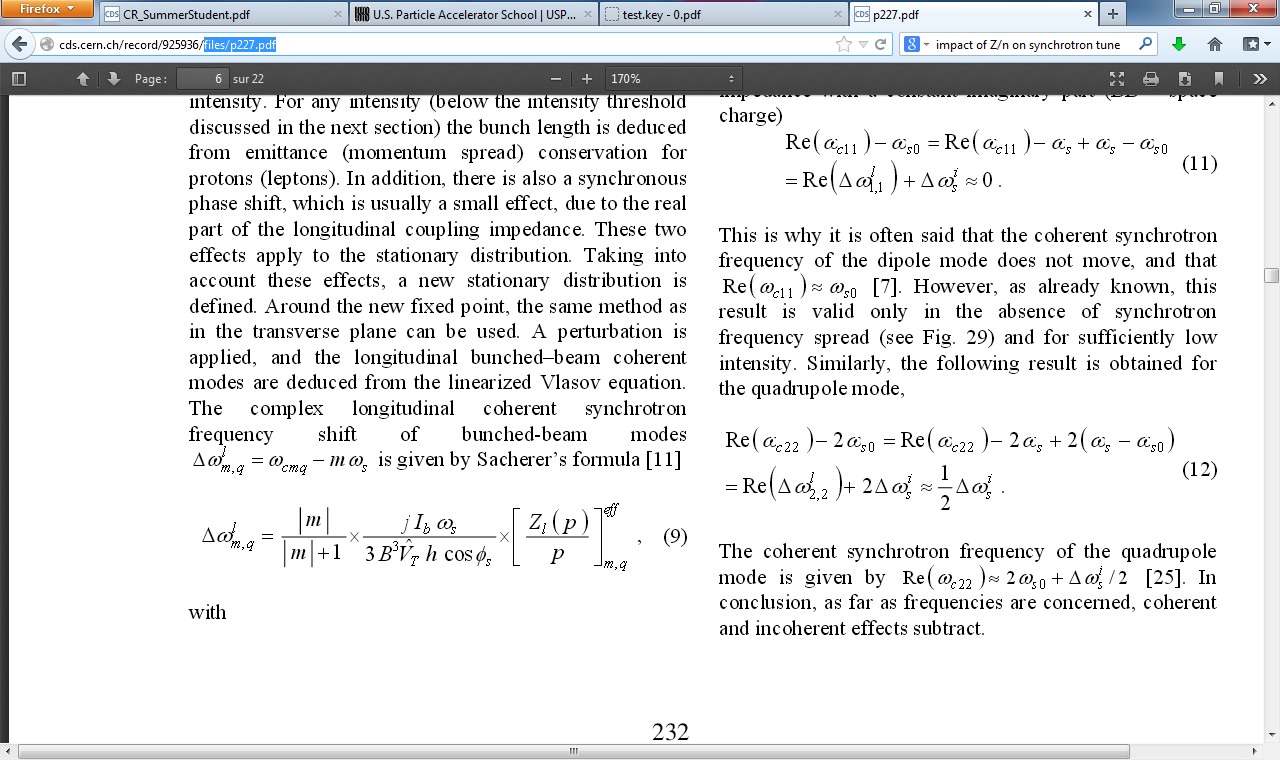 Firefox
CR_SummerStudent.pdf
U.S. Particle Accelerator School | USP...
test.key - 0.pdf
p227.pdf
cds.cern.ch/record/925936/files/p227.pdf
impact of Z/n on synchrotron tune
Page : 6 sur 22
170%
intensity. For any intensity (below the intensity threshold
discussed in the next section) the bunch length is deduced
from emittance (momentum spread) conservation for
protons (leptons). In addition, there is also a synchronous
phase shift, which is usually a small effect, due to the real
part of the longitudinal coupling impedance. These two
effects apply to the stationary distribution. Taking into
account these effects, a new stationary distribution is
defined. Around the new fixed point, the same method as
in the transverse plane can be used. A perturbation is
applied, and the longitudinal bunched–beam coherent
modes are deduced from the linearized Vlasov equation.
The complex longitudinal coherent synchrotron
frequency shift of bunched-beam modes
Δω^l_{m,q} = ω_{cmq} − m ω_s is given by Sacherer's formula [11]
Δω^l_{m,q} = |m| / (|m|+1) × j I_b ω_s / (3 B³ V̂_T h cos ϕ_s) × [ Z_l(p) / p ]^{eff}_{m,q} , (9)
with
impedance with a constant imaginary part (BB + space
charge)
Re(ω_{c11}) − ω_{s0} = Re(ω_{c11}) − ω_s + ω_s − ω_{s0}
= Re(Δω^l_{1,1}) + Δω^i_s ≈ 0 . (11)
This is why it is often said that the coherent synchrotron
frequency of the dipole mode does not move, and that
Re(ω_{c11}) ≈ ω_{s0} [7]. However, as already known, this
result is valid only in the absence of synchrotron
frequency spread (see Fig. 29) and for sufficiently low
intensity. Similarly, the following result is obtained for
the quadrupole mode,
Re(ω_{c22}) − 2ω_{s0} = Re(ω_{c22}) − 2ω_s + 2(ω_s − ω_{s0})
= Re(Δω^l_{2,2}) + 2Δω^i_s ≈ 1/2 Δω^i_s . (12)
The coherent synchrotron frequency of the quadrupole
mode is given by Re(ω_{c22}) ≈ 2ω_{s0} + Δω^i_s / 2 [25]. In
conclusion, as far as frequencies are concerned, coherent
and incoherent effects subtract.
232